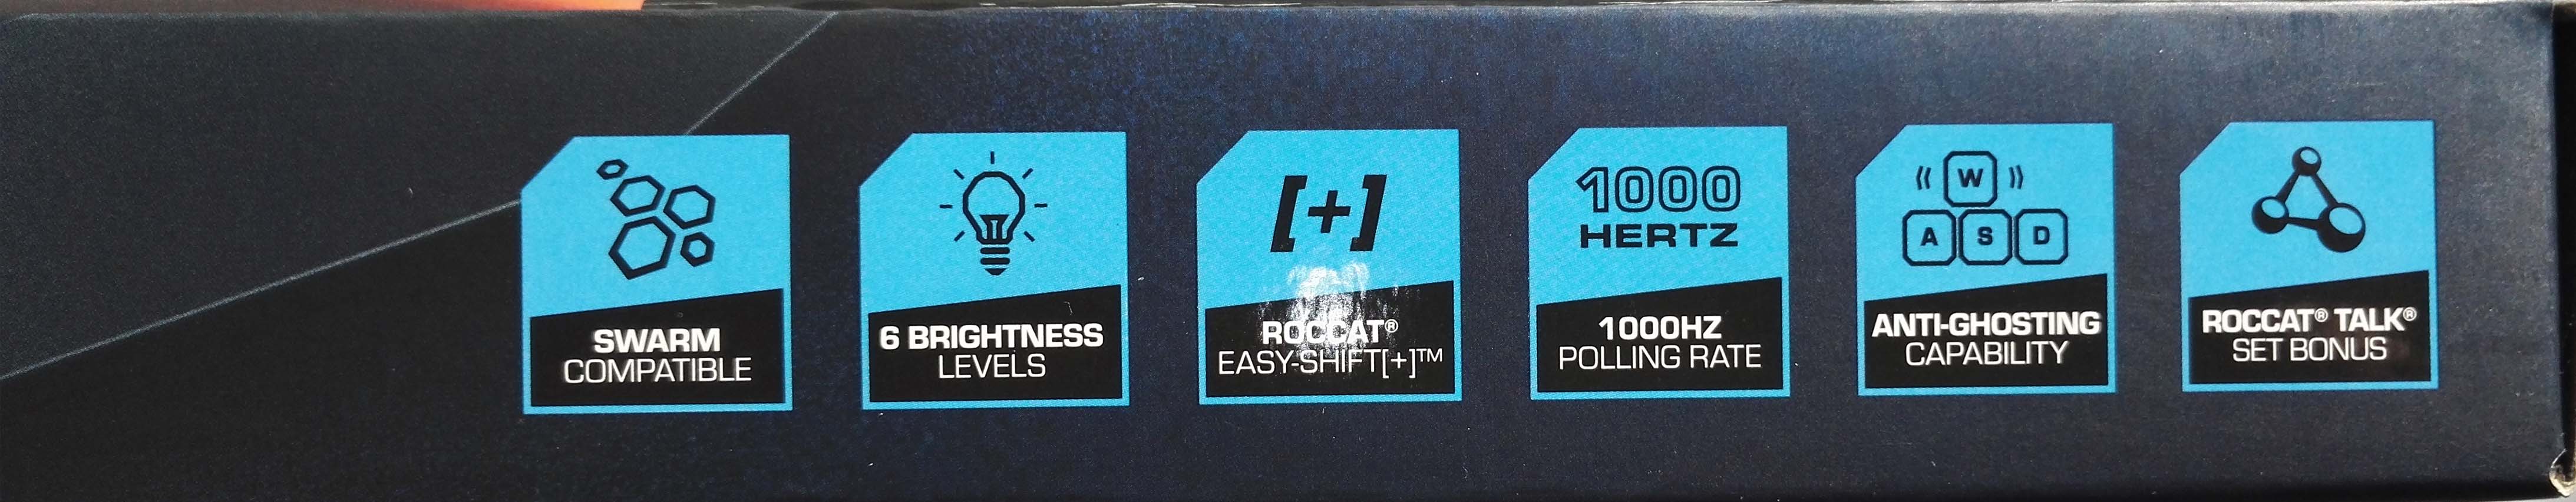 SWARM
COMPATIBLE
6 BRIGHTNESS
LEVELS
[+]
ROCCAT®
EASY-SHIFT[+]™
1000
HERTZ
1000HZ
POLLING RATE
W
A S D
ANTI-GHOSTING
CAPABILITY
ROCCAT® TALK®
SET BONUS